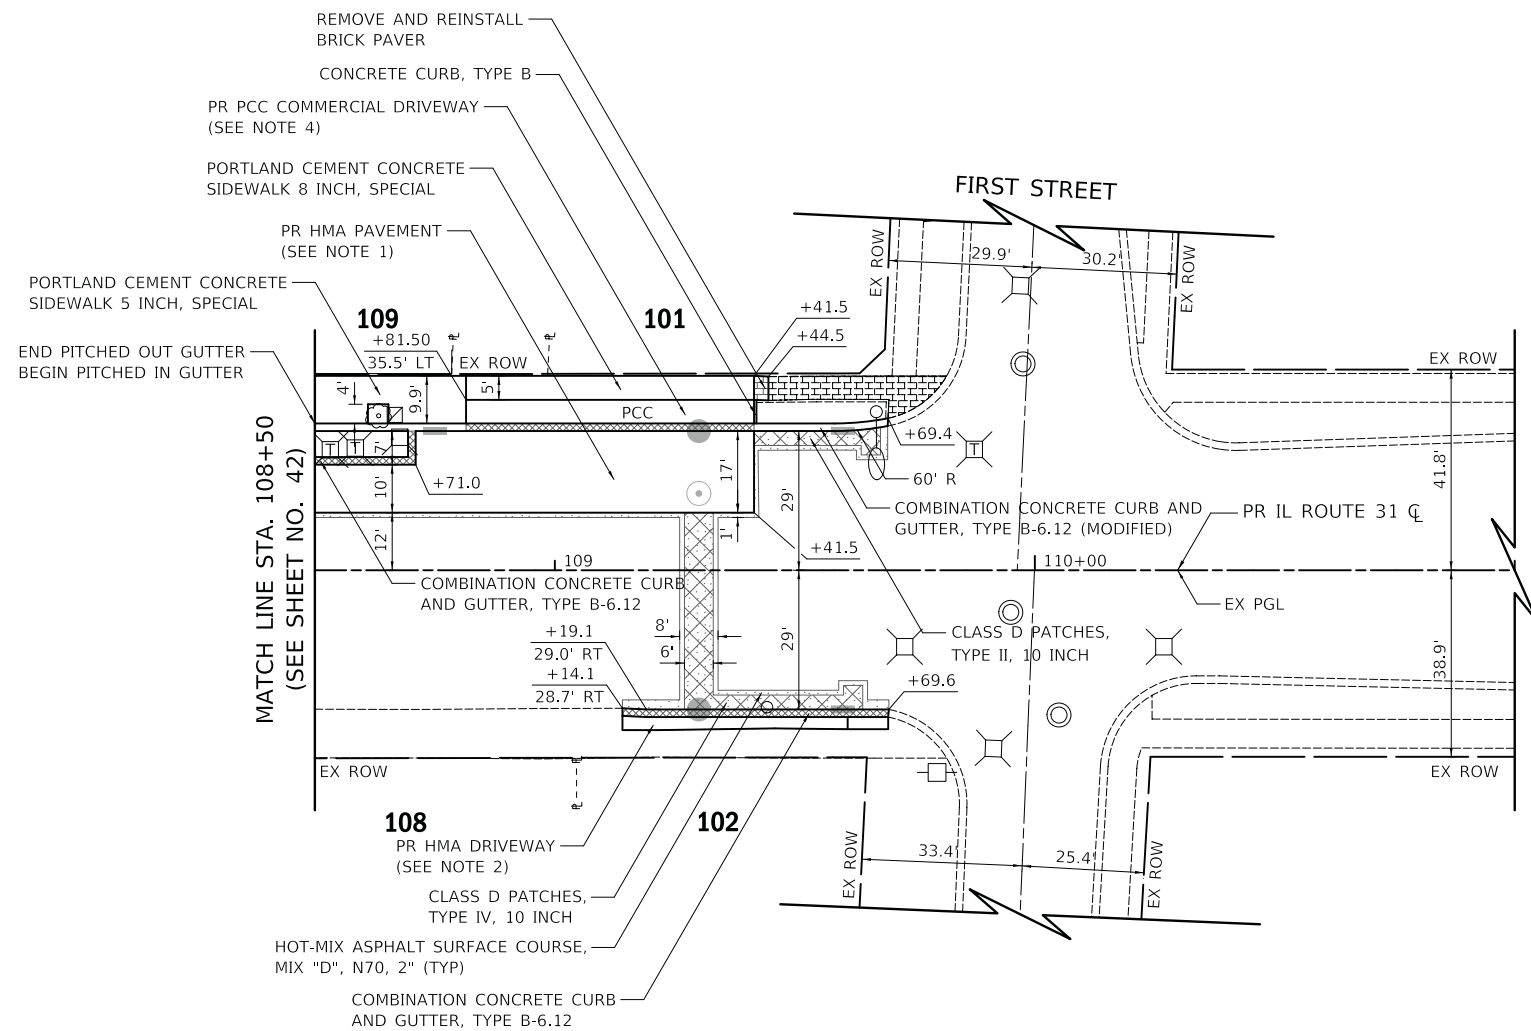 REMOVE AND REINSTALL
BRICK PAVER
CONCRETE CURB, TYPE B
PR PCC COMMERCIAL DRIVEWAY
(SEE NOTE 4)
PORTLAND CEMENT CONCRETE
SIDEWALK 8 INCH, SPECIAL
PR HMA PAVEMENT
(SEE NOTE 1)
PORTLAND CEMENT CONCRETE
SIDEWALK 5 INCH, SPECIAL
END PITCHED OUT GUTTER
BEGIN PITCHED IN GUTTER
109
+81.50
35.5' LT
101
EX ROW
+41.5
+44.5
FIRST STREET
EX ROW
29.9'
30.2'
EX ROW
EX ROW
4'
9.9'
5'
PCC
4'
7'
T
T
T
+69.4
60' R
+71.0
10'
17'
29'
12'
1'
41.8'
COMBINATION CONCRETE CURB AND
GUTTER, TYPE B-6.12 (MODIFIED)
PR IL ROUTE 31 ℄
+41.5
109
110+00
EX PGL
MATCH LINE STA. 108+50
(SEE SHEET NO. 42)
COMBINATION CONCRETE CURB
AND GUTTER, TYPE B-6.12
CLASS D PATCHES,
TYPE II, 10 INCH
+19.1
29.0' RT
+14.1
28.7' RT
8'
6'
29'
+69.6
38.9'
EX ROW
EX ROW
108
102
PR HMA DRIVEWAY
(SEE NOTE 2)
EX ROW
33.4'
25.4'
EX ROW
CLASS D PATCHES,
TYPE IV, 10 INCH
HOT-MIX ASPHALT SURFACE COURSE,
MIX "D", N70, 2" (TYP)
COMBINATION CONCRETE CURB
AND GUTTER, TYPE B-6.12